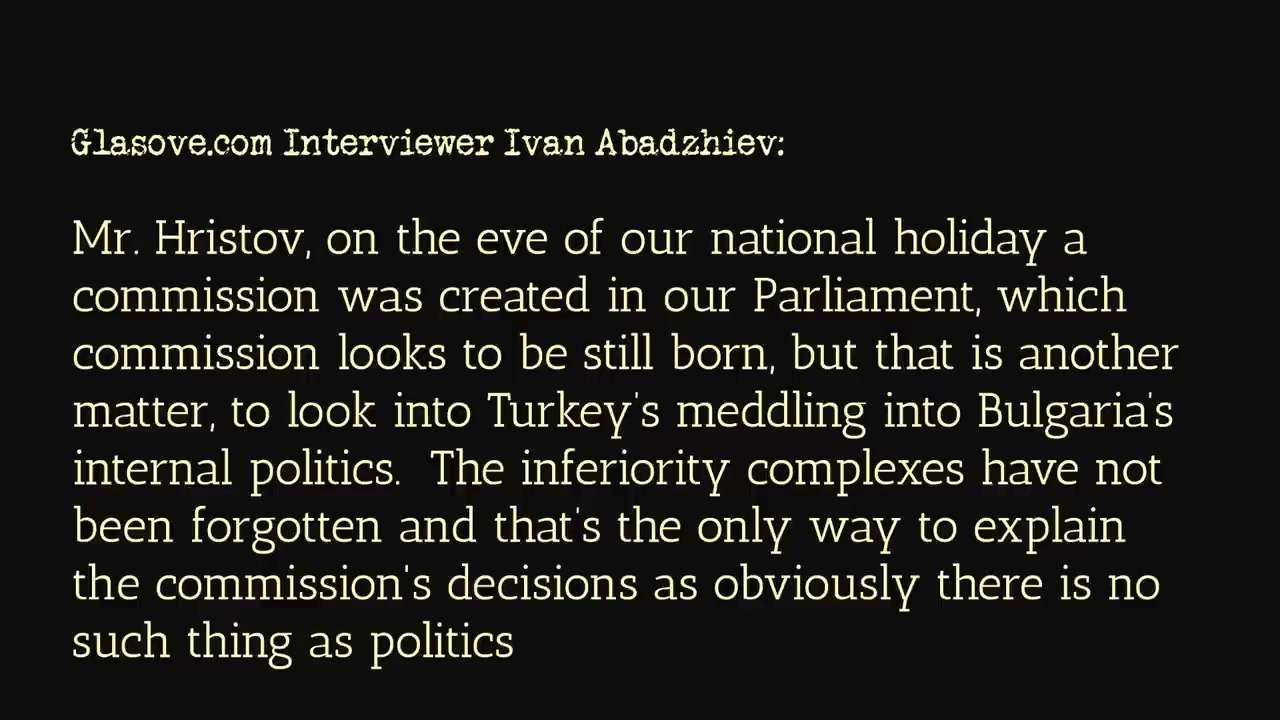 Glasove.com Interviewer Ivan Abadzhiev:
Mr. Hristov, on the eve of our national holiday a
commission was created in our Parliament, which
commission looks to be still born, but that is another
matter, to look into Turkey's meddling into Bulgaria's
internal politics.  The inferiority complexes have not
been forgotten and that's the only way to explain
the commission's decisions as obviously there is no
such thing as politics